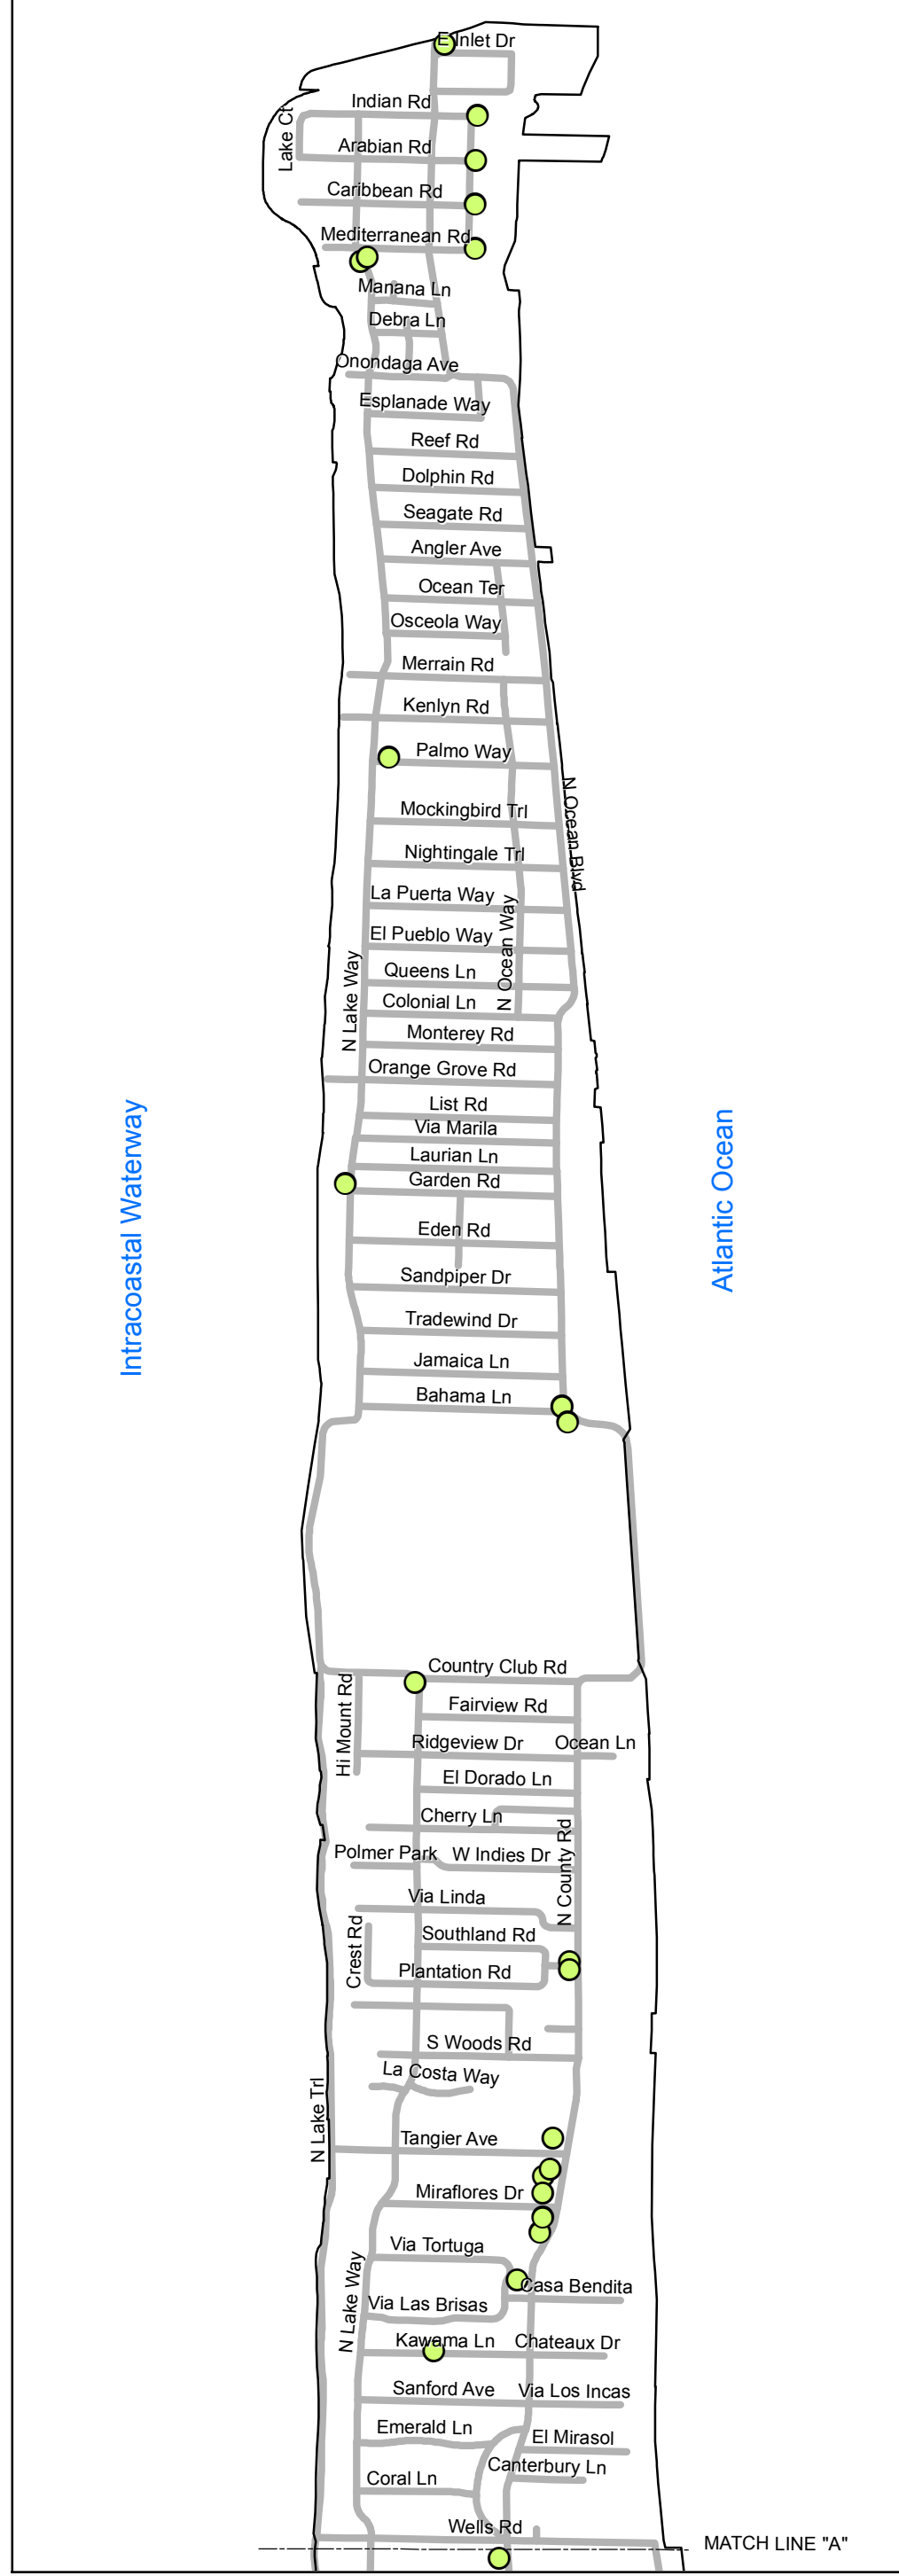 E Inlet Dr
Indian Rd
Lake Ct
Arabian Rd
Caribbean Rd
Mediterranean Rd
Manana Ln
Debra Ln
Onondaga Ave
Esplanade Way
Reef Rd
Dolphin Rd
Seagate Rd
Angler Ave
Ocean Ter
Osceola Way
Merrain Rd
Kenlyn Rd
Palmo Way
N Ocean Blvd
Mockingbird Trl
Nightingale Trl
La Puerta Way
N Ocean Way
El Pueblo Way
N Lake Way
Queens Ln
Colonial Ln
Monterey Rd
Orange Grove Rd
List Rd
Via Marila
Laurian Ln
Garden Rd
Intracoastal Waterway
Atlantic Ocean
Eden Rd
Sandpiper Dr
Tradewind Dr
Jamaica Ln
Bahama Ln
Country Club Rd
Hi Mount Rd
Fairview Rd
Ridgeview Dr
Ocean Ln
El Dorado Ln
Cherry Ln
N County Rd
Polmer Park
W Indies Dr
Via Linda
Crest Rd
Southland Rd
Plantation Rd
S Woods Rd
La Costa Way
N Lake Trl
Tangier Ave
Miraflores Dr
Via Tortuga
N Lake Way
Casa Bendita
Via Las Brisas
Kawama Ln
Chateaux Dr
Sanford Ave
Via Los Incas
Emerald Ln
El Mirasol
Canterbury Ln
Coral Ln
Wells Rd
MATCH LINE "A"